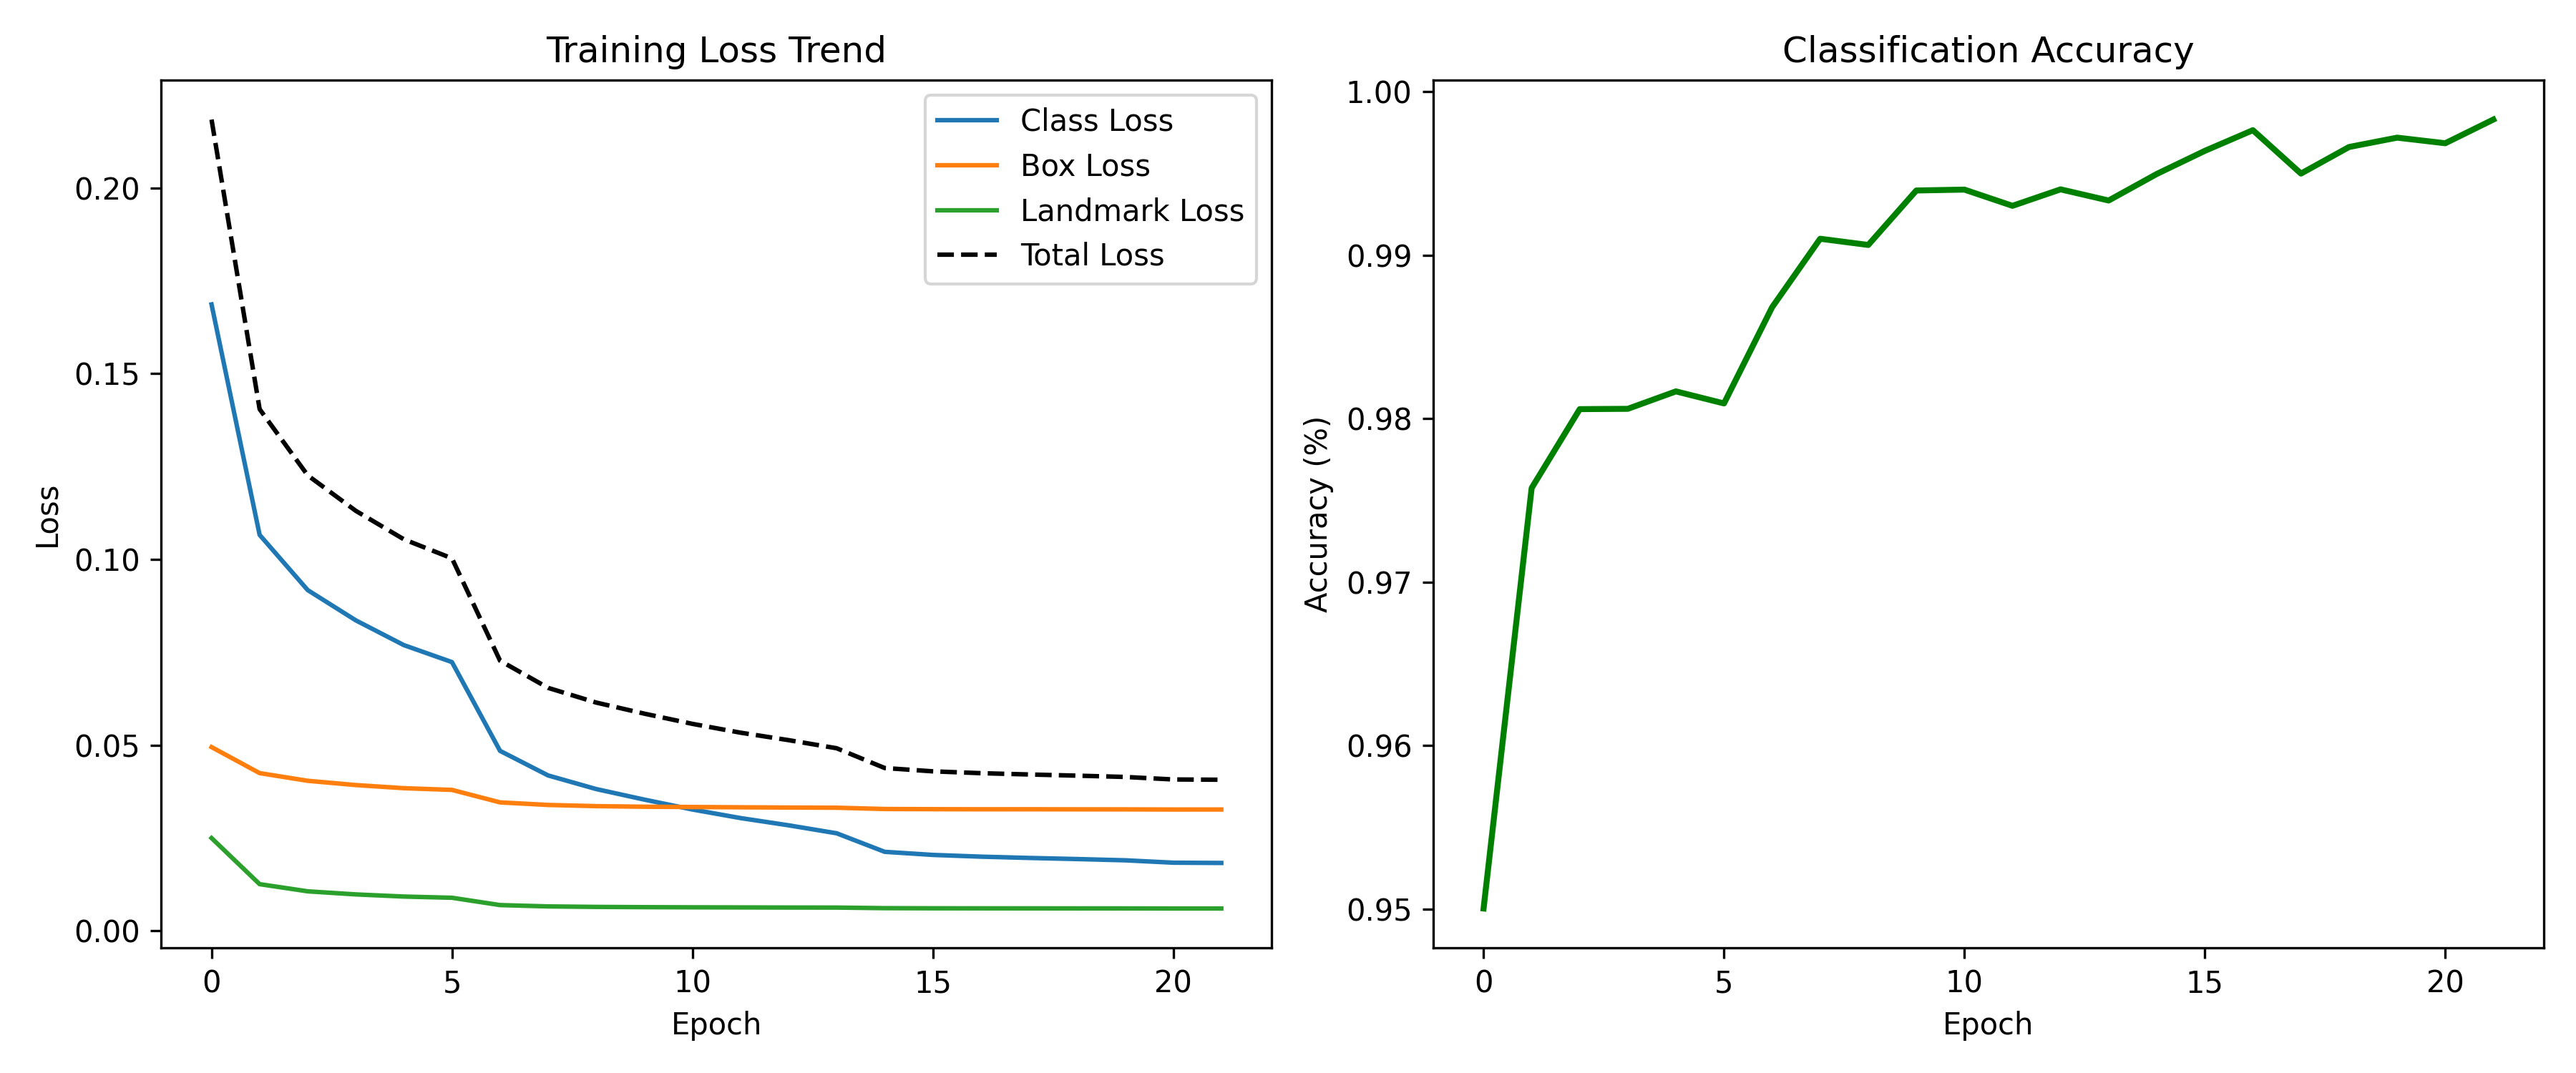 Training Loss Trend
Class Loss
Box Loss
Landmark Loss
Total Loss
Loss
0.20
0.15
0.10
0.05
0.00
0 5 10 15 20
Epoch
Classification Accuracy
Accuracy (%)
1.00
0.99
0.98
0.97
0.96
0.95
0 5 10 15 20
Epoch